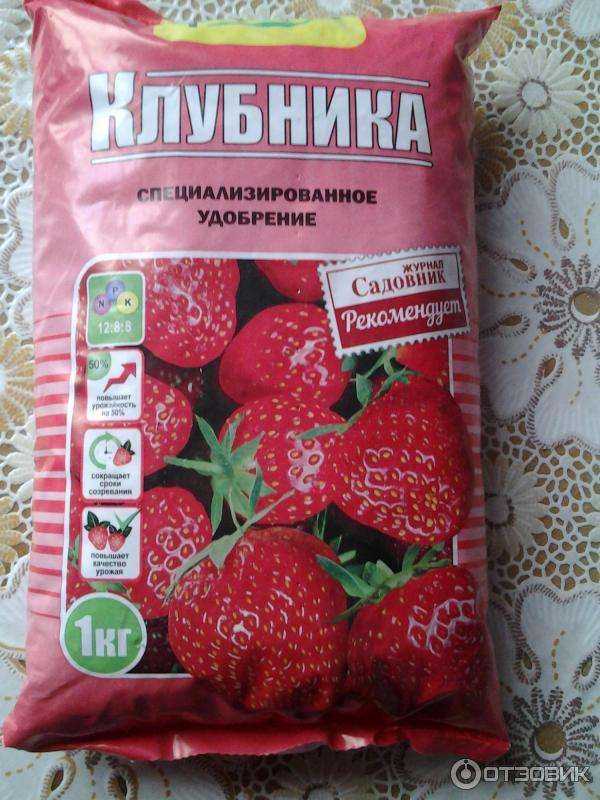 КЛУБНИКА
СПЕЦИАЛИЗИРОВАННОЕ
УДОБРЕНИЕ
ЖУРНАЛ
Садовник
Рекомендует
N P K
12:8:8
50%
повышает
урожайность
на 50%
сокращает
сроки
созревания
повышает
качество
урожая
1кг
ОТЗОВИК